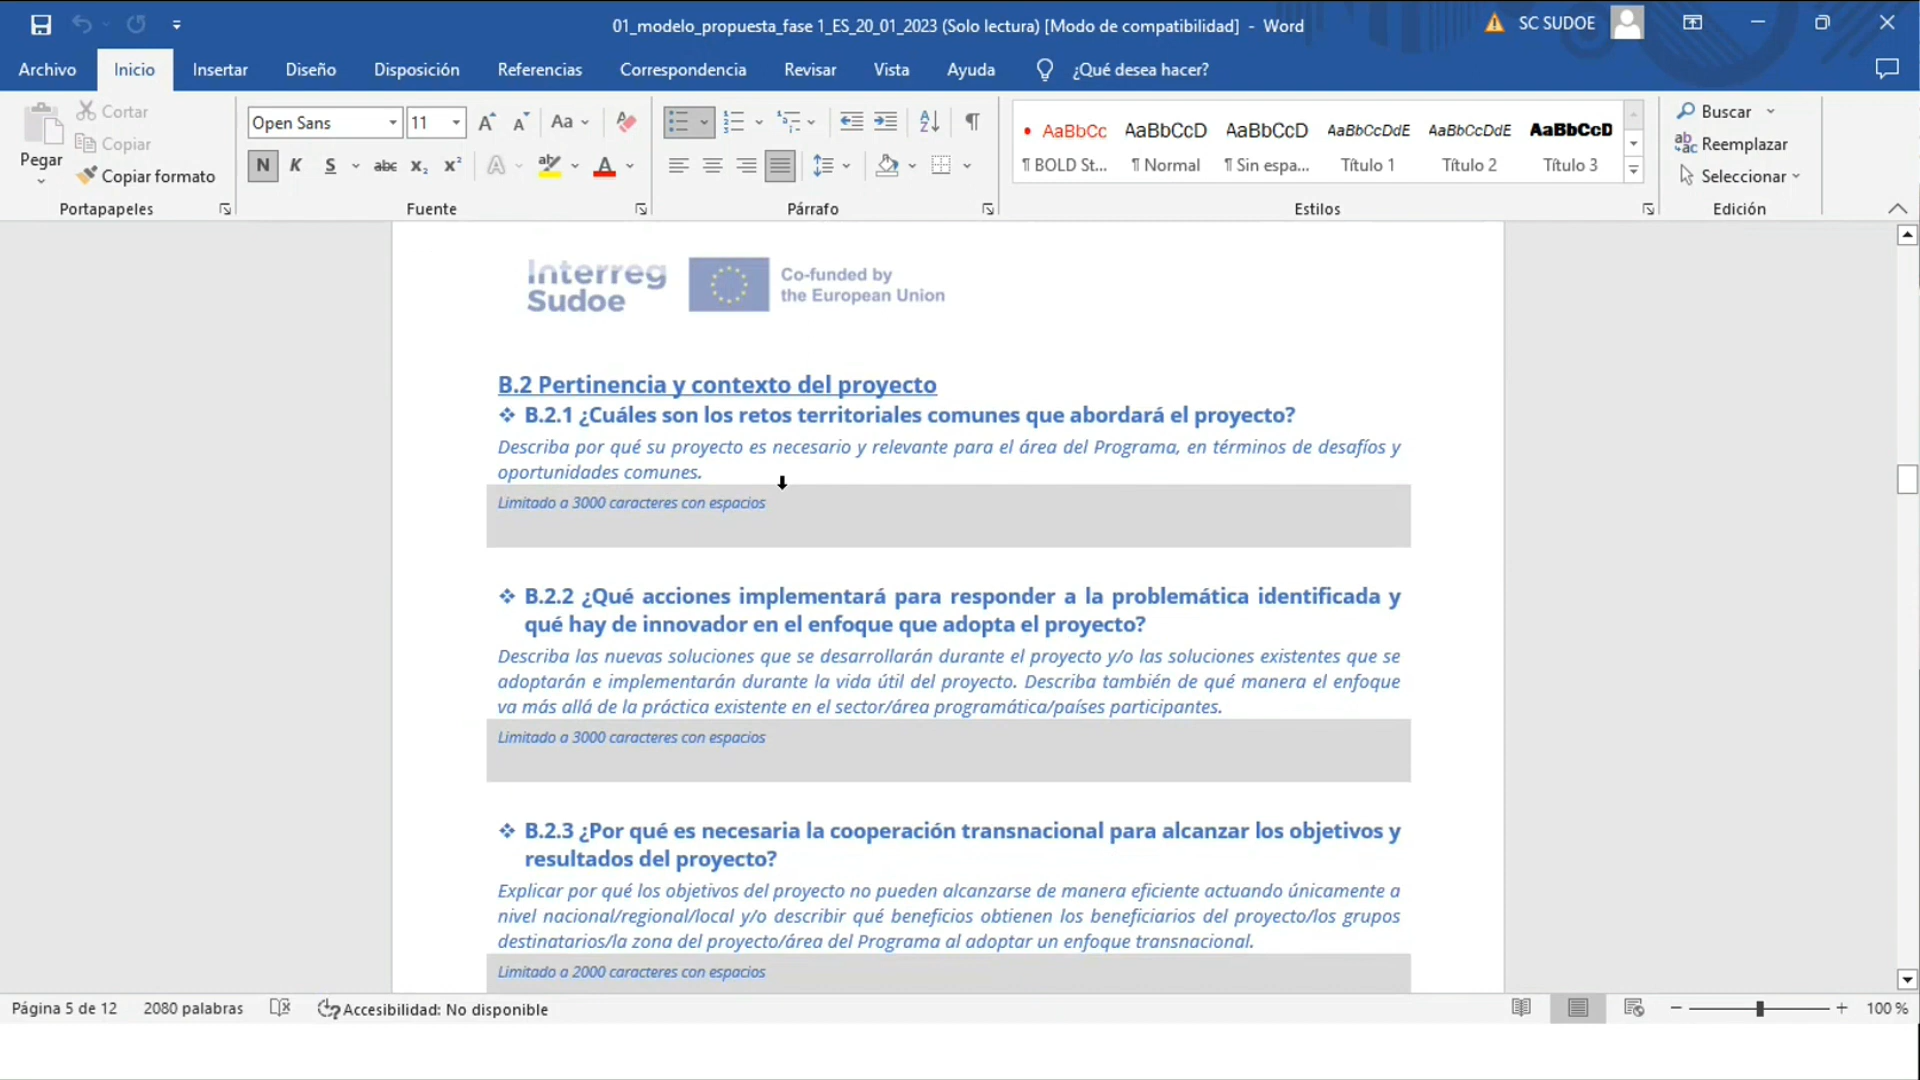 01_modelo_propuesta_fase 1_ES_20_01_2023 (Solo lectura) [Modo de compatibilidad] - Word
SC SUDOE
Archivo Inicio Insertar Diseño Disposición Referencias Correspondencia Revisar Vista Ayuda ¿Qué desea hacer?
Pegar
Cortar
Copiar
Copiar formato
Portapapeles
Open Sans 11 Aa
N K S abc x₂ x² A aby A
Fuente
Párrafo
AaBbCc AaBbCcD AaBbCcD AaBbCcDdE AaBbCcDdE AaBbCcD
¶ BOLD St... ¶ Normal ¶ Sin espa... Título 1 Título 2 Título 3
Estilos
Buscar
Reemplazar
Seleccionar
Edición
Interreg
Sudoe
Co-funded by
the European Union
B.2 Pertinencia y contexto del proyecto
❖ B.2.1 ¿Cuáles son los retos territoriales comunes que abordará el proyecto?
Describa por qué su proyecto es necesario y relevante para el área del Programa, en términos de desafíos y
oportunidades comunes.
Limitado a 3000 caracteres con espacios
❖ B.2.2 ¿Qué acciones implementará para responder a la problemática identificada y
qué hay de innovador en el enfoque que adopta el proyecto?
Describa las nuevas soluciones que se desarrollarán durante el proyecto y/o las soluciones existentes que se
adoptarán e implementarán durante la vida útil del proyecto. Describa también de qué manera el enfoque
va más allá de la práctica existente en el sector/área programática/países participantes.
Limitado a 3000 caracteres con espacios
❖ B.2.3 ¿Por qué es necesaria la cooperación transnacional para alcanzar los objetivos y
resultados del proyecto?
Explicar por qué los objetivos del proyecto no pueden alcanzarse de manera eficiente actuando únicamente a
nivel nacional/regional/local y/o describir qué beneficios obtienen los beneficiarios del proyecto/los grupos
destinatarios/la zona del proyecto/área del Programa al adoptar un enfoque transnacional.
Limitado a 2000 caracteres con espacios
Página 5 de 12 2080 palabras Accesibilidad: No disponible 100 %